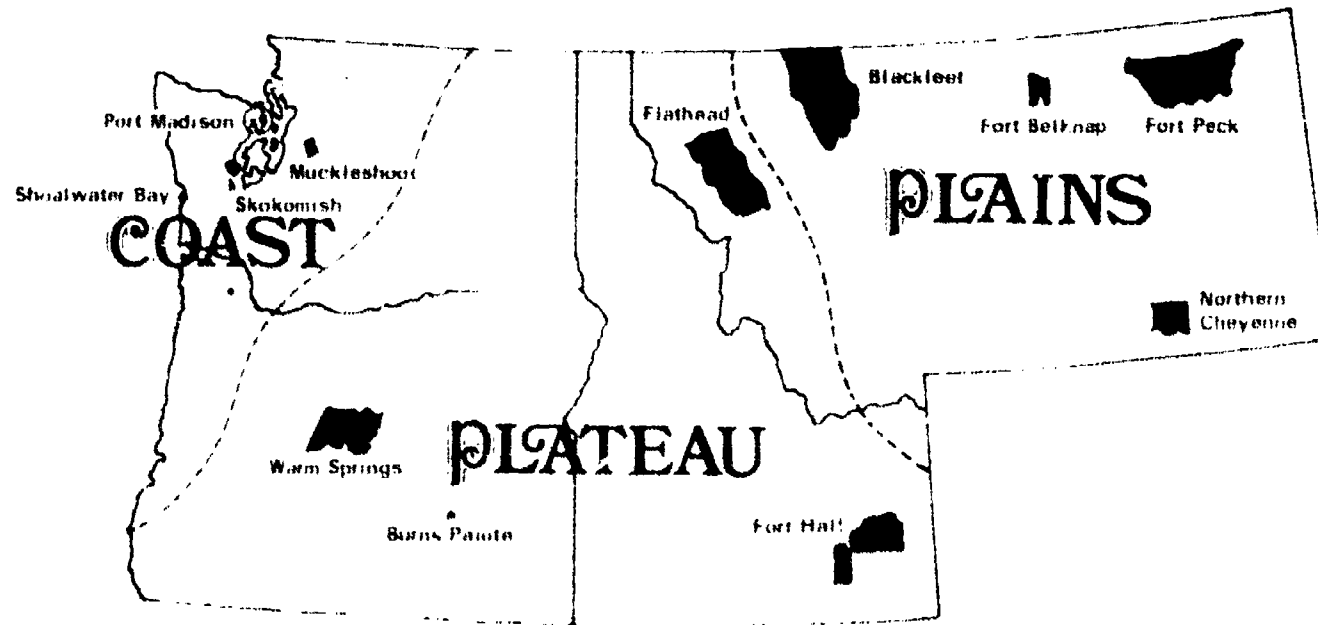 Blackfeet
Flathead
Port Madison
Fort Belknap
Fort Peck
Muckleshoot
Shoalwater Bay
Skokomish
PLAINS
COAST
Northern
Cheyenne
PLATEAU
Warm Springs
Fort Hall
Burns Paiute